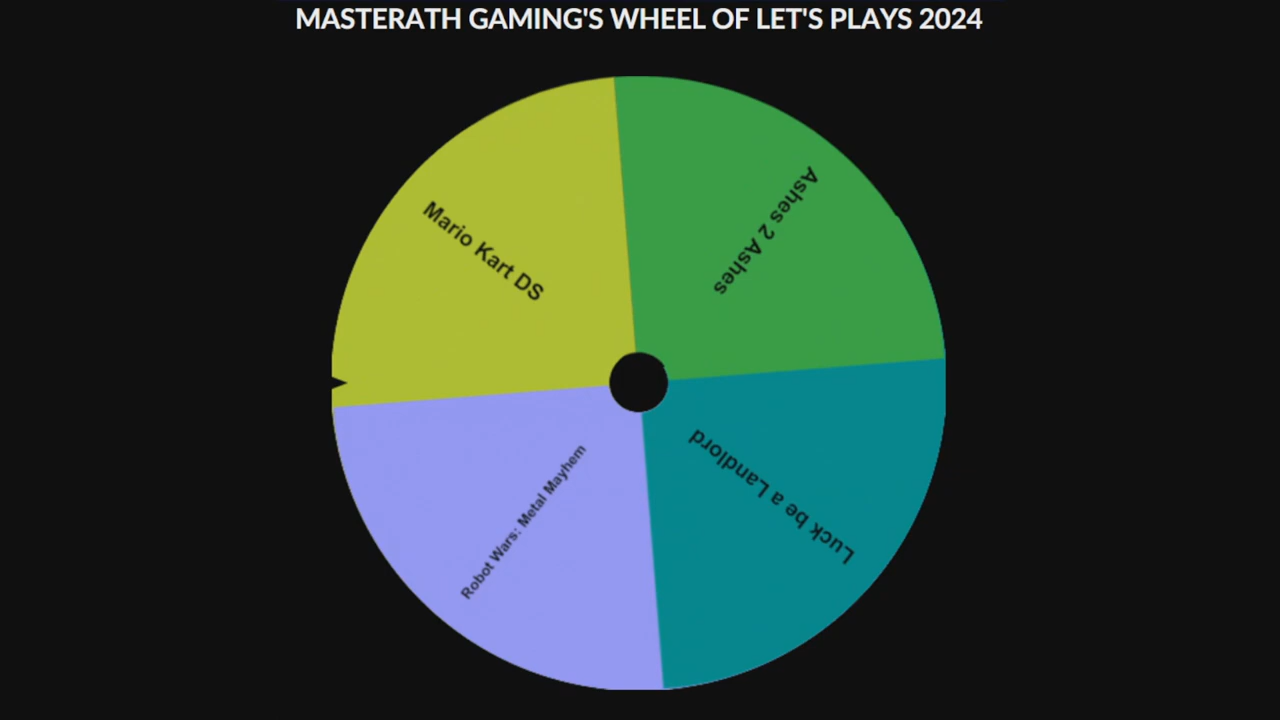 MASTERATH GAMING'S WHEEL OF LET'S PLAYS 2024
Mario Kart DS
Ashes 2 Ashes
Robot Wars: Metal Mayhem
Luck be a Landlord